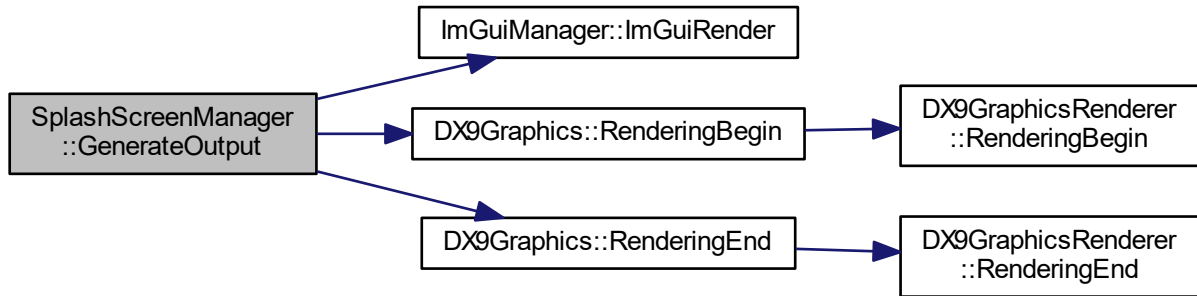 ImGuiManager::ImGuiRender
SplashScreenManager
::GenerateOutput
DX9Graphics::RenderingBegin
DX9GraphicsRenderer
::RenderingBegin
DX9Graphics::RenderingEnd
DX9GraphicsRenderer
::RenderingEnd